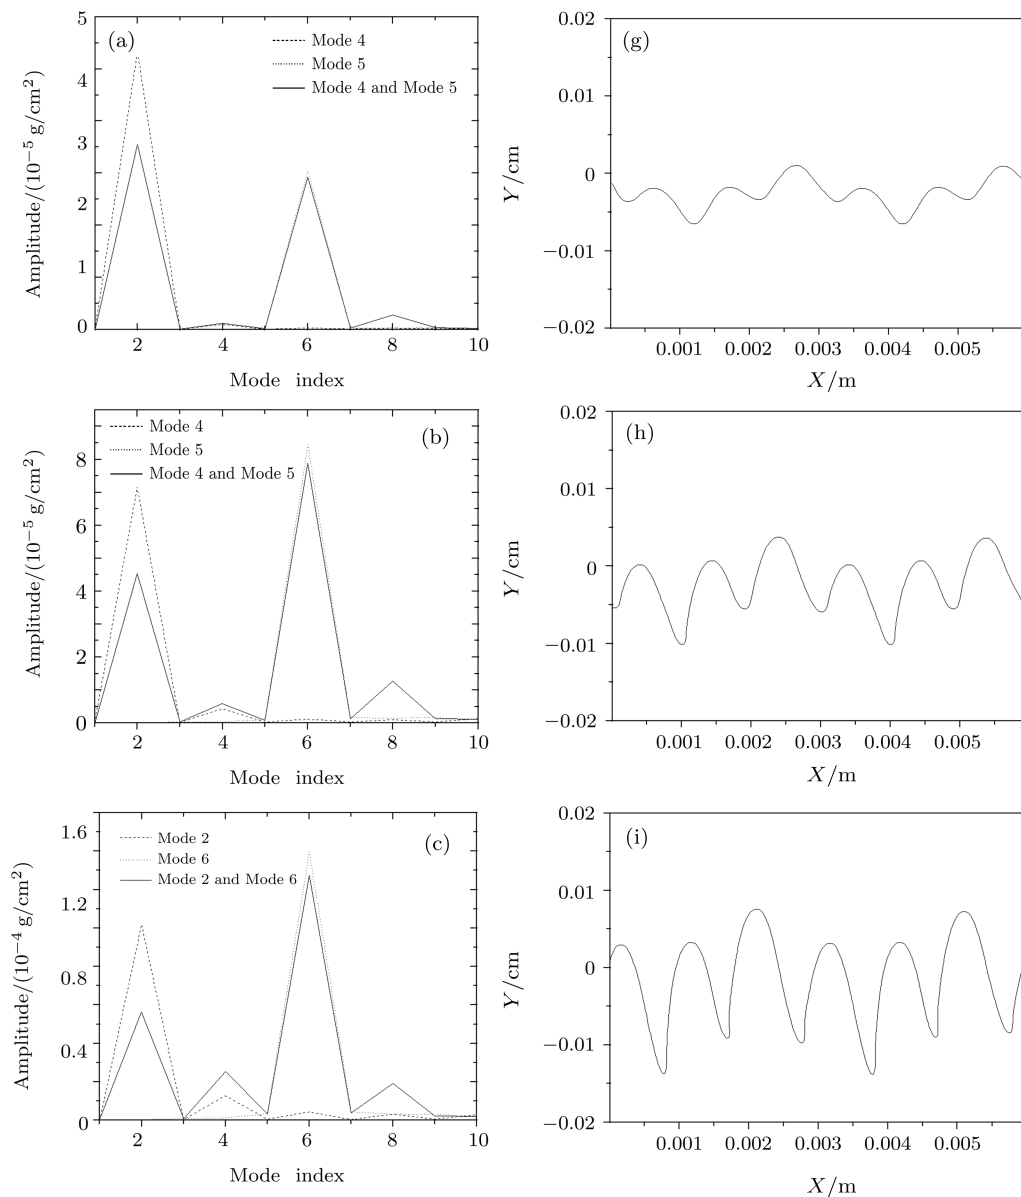 5
(a)
Mode 4
Mode 5
Mode 4 and Mode 5
4
3
2
1
0
Amplitude/(10⁻⁵ g/cm²)
2 4 6 8 10
Mode index
0.02
(g)
0.01
0
−0.01
−0.02
Y/cm
0.001 0.002 0.003 0.004 0.005
X/m
Mode 4
Mode 5
Mode 4 and Mode 5
(b)
8
6
4
2
0
Amplitude/(10⁻⁵ g/cm²)
2 4 6 8 10
Mode index
0.02
(h)
0.01
0
−0.01
−0.02
Y/cm
0.001 0.002 0.003 0.004 0.005
X/m
1.6
Mode 2
Mode 6
Mode 2 and Mode 6
(c)
1.2
0.8
0.4
0
Amplitude/(10⁻⁴ g/cm²)
2 4 6 8 10
Mode index
0.02
(i)
0.01
0
−0.01
−0.02
Y/cm
0.001 0.002 0.003 0.004 0.005
X/m